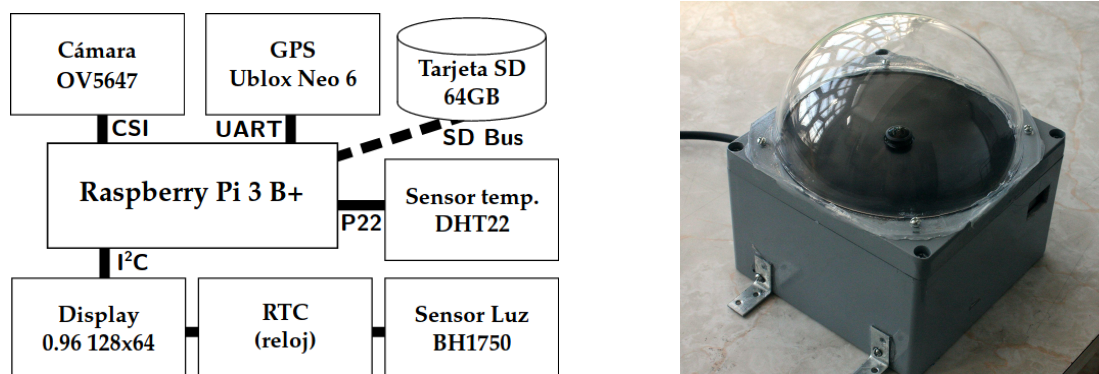 Cámara
OV5647
GPS
Ublox Neo 6
Tarjeta SD
64GB
CSI
UART
SD Bus
Raspberry Pi 3 B+
P22
Sensor temp.
DHT22
I²C
Display
0.96 128x64
RTC
(reloj)
Sensor Luz
BH1750